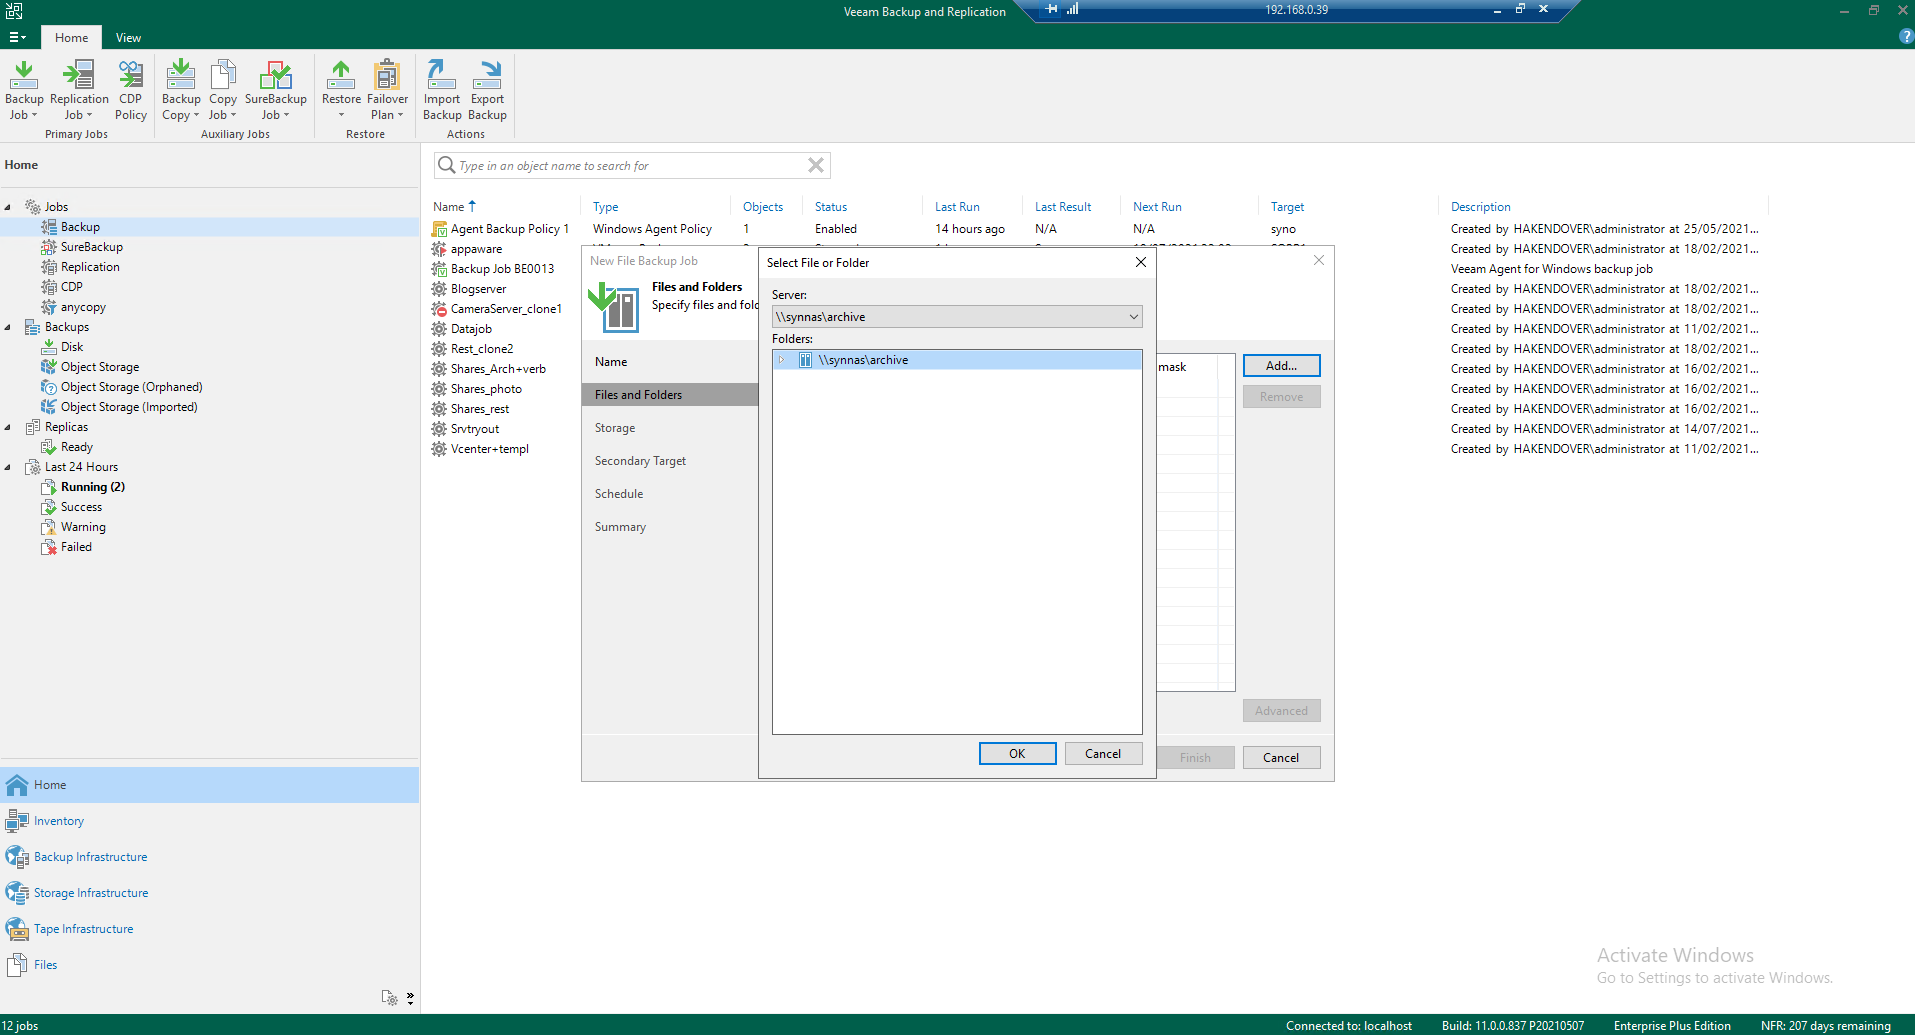 Veeam Backup and Replication
192.168.0.39
Home
View
Backup Job
Replication Job
CDP Policy
Primary Jobs
Backup Copy
Copy Job
SureBackup Job
Auxiliary Jobs
Restore
Failover Plan
Restore
Import Backup
Export Backup
Actions
Home
Jobs
Backup
SureBackup
Replication
CDP
anycopy
Backups
Disk
Object Storage
Object Storage (Orphaned)
Object Storage (Imported)
Replicas
Ready
Last 24 Hours
Running (2)
Success
Warning
Failed
Home
Inventory
Backup Infrastructure
Storage Infrastructure
Tape Infrastructure
Files
Type in an object name to search for
Name Type Objects Status Last Run Last Result Next Run Target Description
Agent Backup Policy 1 Windows Agent Policy 1 Enabled 14 hours ago N/A N/A syno Created by HAKENDOVER\administrator at 25/05/2021...
appaware Created by HAKENDOVER\administrator at 18/02/2021...
Backup Job BE0013 Veeam Agent for Windows backup job
Blogserver Created by HAKENDOVER\administrator at 18/02/2021...
CameraServer_clone1 Created by HAKENDOVER\administrator at 18/02/2021...
Datajob Created by HAKENDOVER\administrator at 11/02/2021...
Rest_clone2 Created by HAKENDOVER\administrator at 18/02/2021...
Shares_Arch+verb Created by HAKENDOVER\administrator at 16/02/2021...
Shares_photo Created by HAKENDOVER\administrator at 16/02/2021...
Shares_rest Created by HAKENDOVER\administrator at 16/02/2021...
Srvtryout Created by HAKENDOVER\administrator at 14/07/2021...
Vcenter+templ Created by HAKENDOVER\administrator at 11/02/2021...
New File Backup Job
Files and Folders
Specify files and
Name
Files and Folders
Storage
Secondary Target
Schedule
Summary
mask
Add...
Remove
Advanced
Finish
Cancel
Select File or Folder
Server:
\\synnas\archive
Folders:
\\synnas\archive
OK
Cancel
Activate Windows
Go to Settings to activate Windows.
12 jobs
Connected to: localhost
Build: 11.0.0.837 P20210507
Enterprise Plus Edition
NFR: 207 days remaining